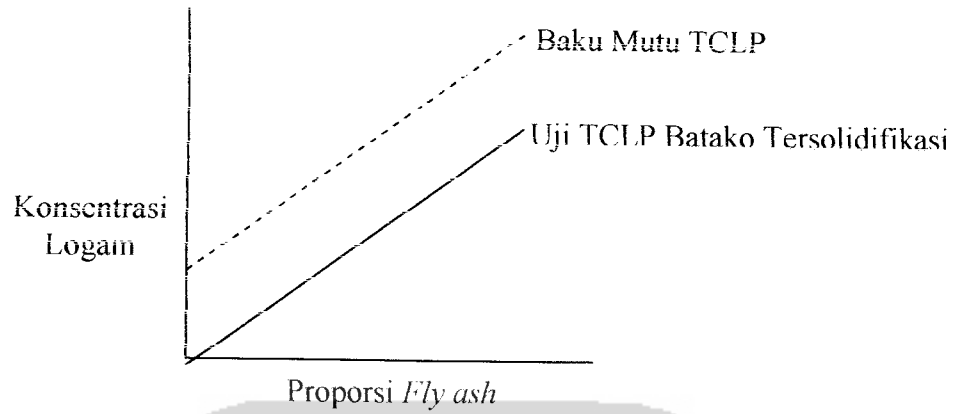 Baku Mutu TCLP
Uji TCLP Batako Tersolidifikasi
Konsentrasi
Logam
Proporsi Fly ash